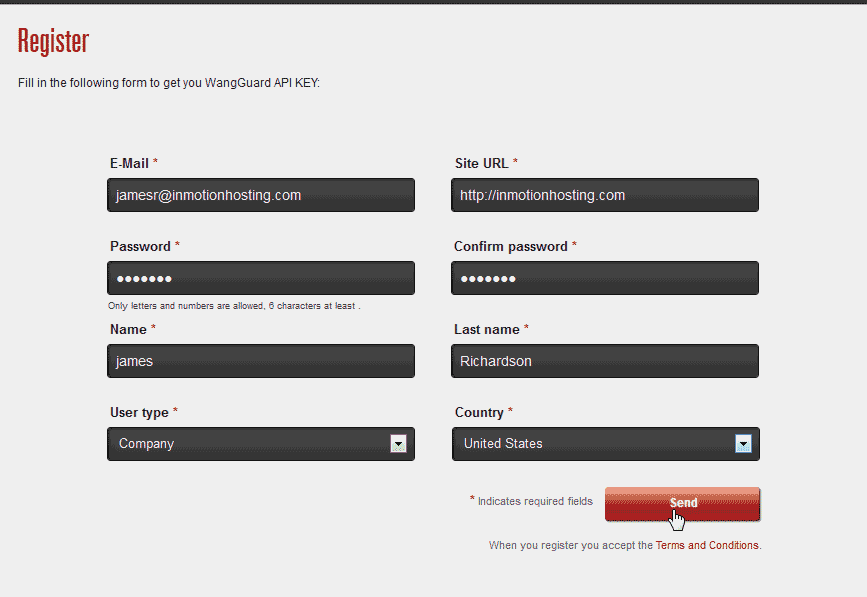 Register
Fill in the following form to get you WangGuard API KEY:
E-Mail *
Site URL *
jamesr@inmotionhosting.com
http://inmotionhosting.com
Password *
Confirm password *
•••••••
•••••••
Only letters and numbers are allowed, 6 characters at least .
Name *
Last name *
james
Richardson
User type *
Country *
Company
United States
* Indicates required fields
Send
When you register you accept the Terms and Conditions.